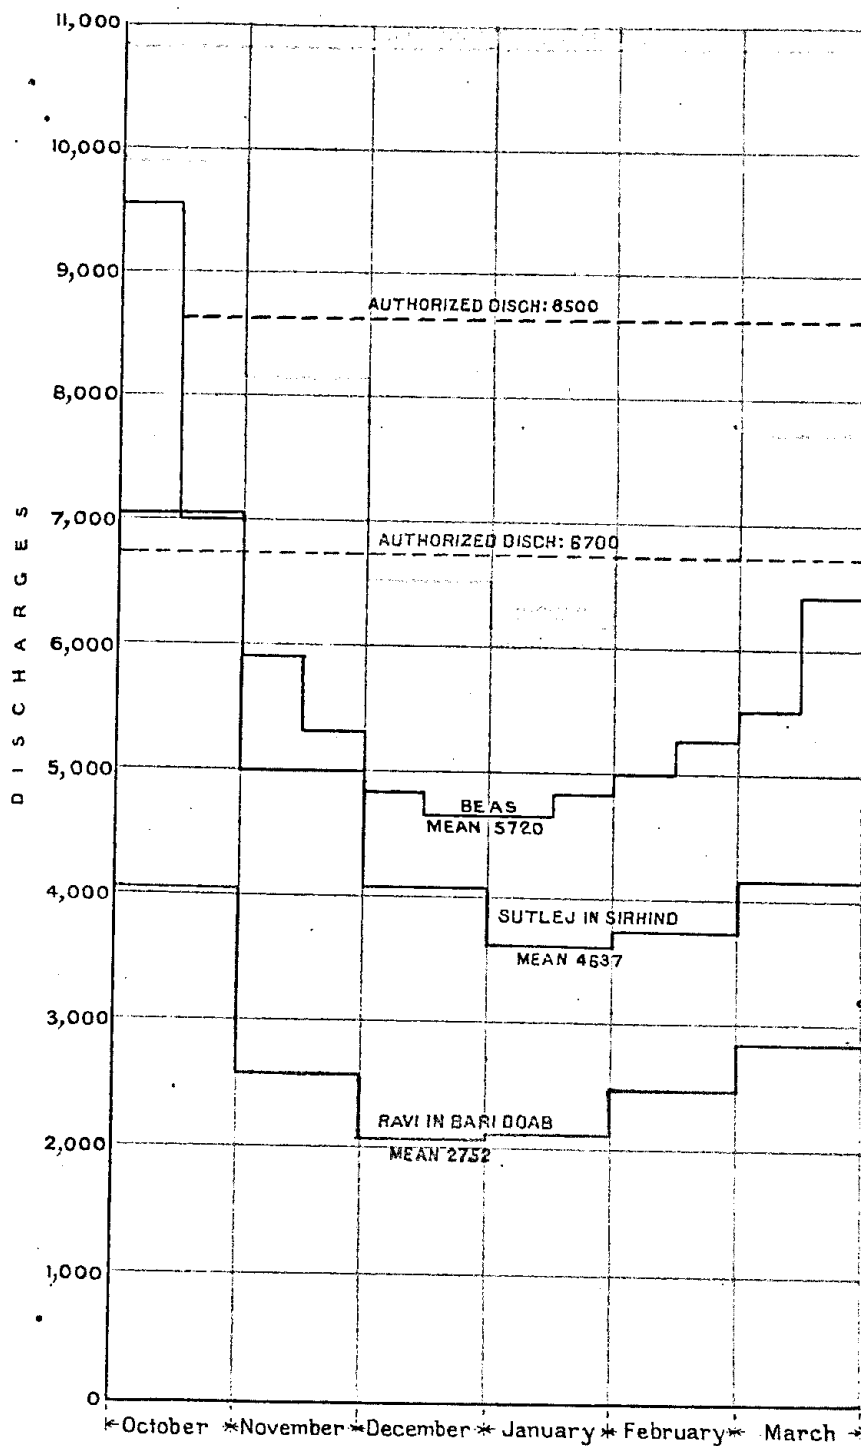 11,000
10,000
9,000
AUTHORIZED DISCH: 8500
8,000
7,000
AUTHORIZED DISCH: 6700
DISCHARGES
6,000
5,000
BEAS
MEAN 5720
4,000
SUTLEJ IN SIRHIND
MEAN 4637
3,000
RAVI IN BARI DOAB
2,000
MEAN 2752
1,000
0
October November December January February March